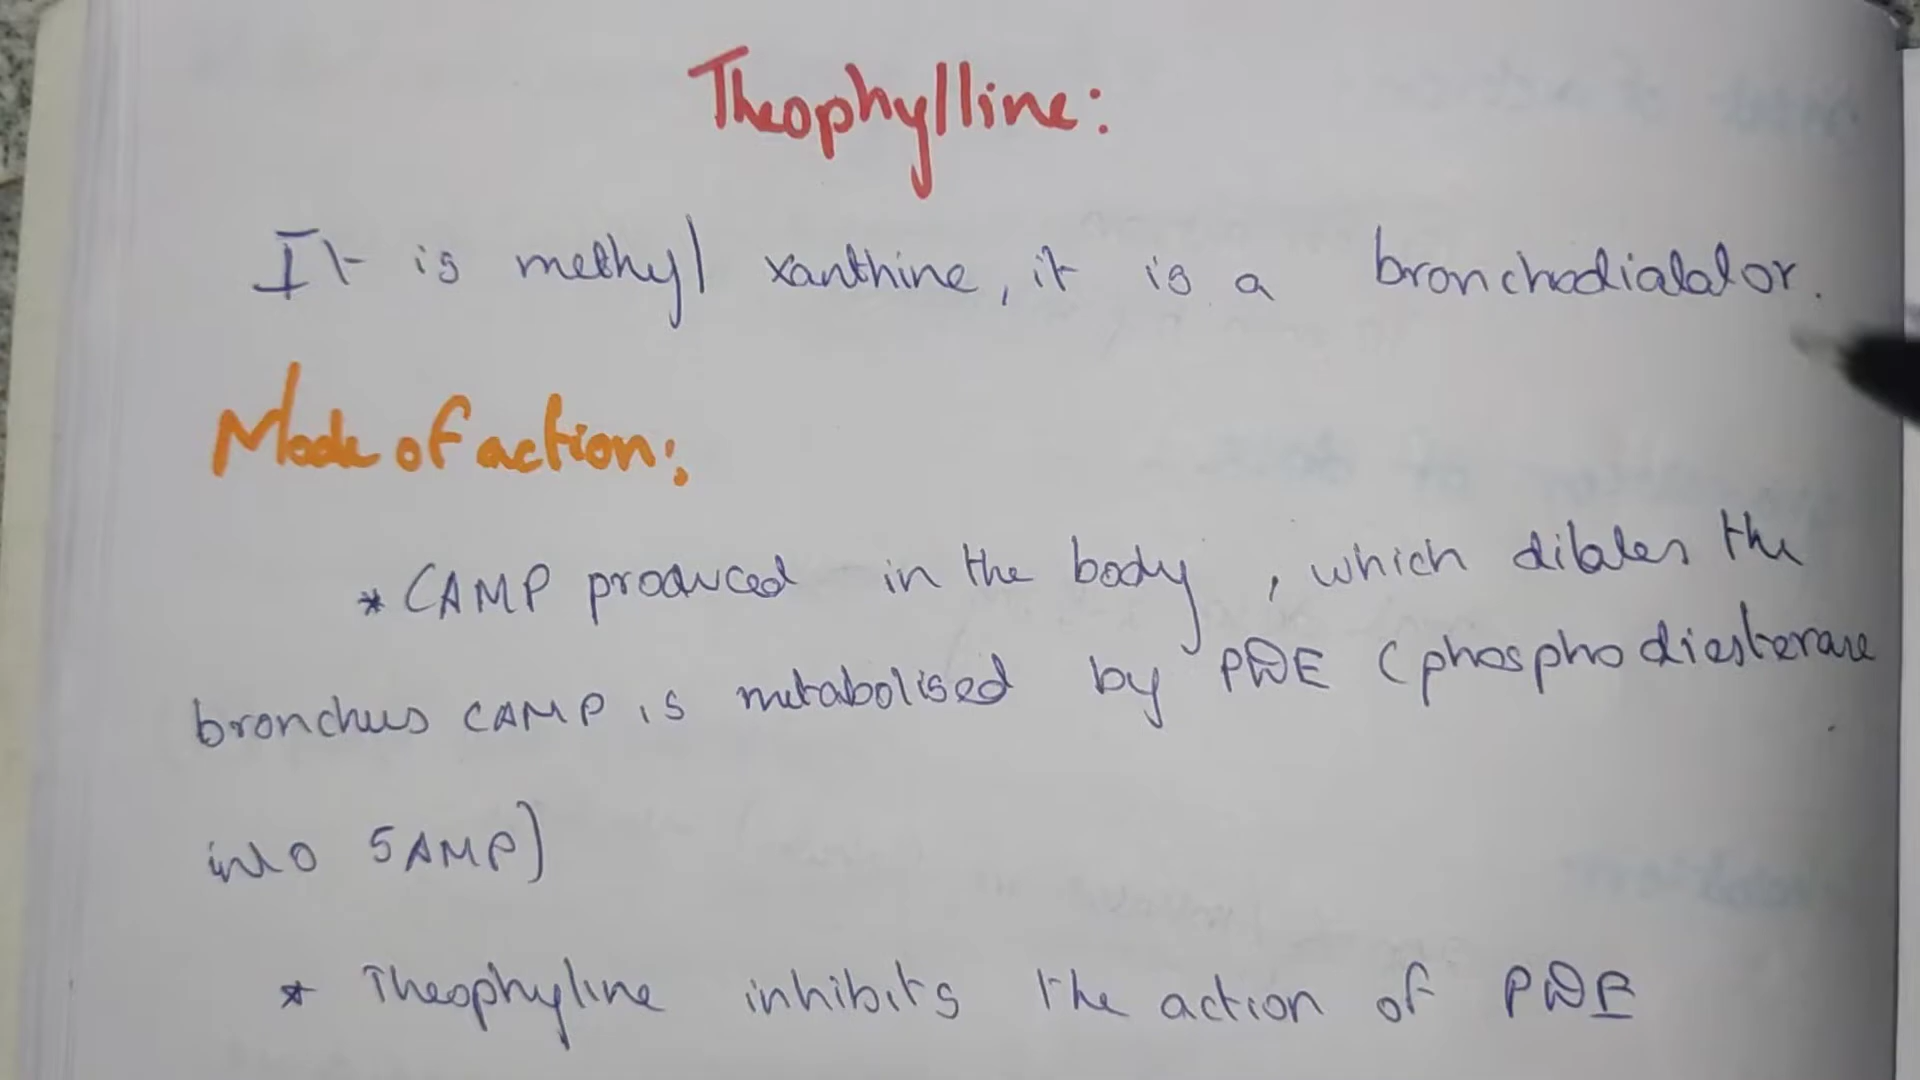 Theophylline:
It is methyl xanthine, it is a bronchodialator.
Mode of action:
* CAMP produced in the body, which dilates the
bronchus CAMP is metabolised by PDE (phosphodiesterase
into 5AMP)
* Theophyline inhibits the action of PDE